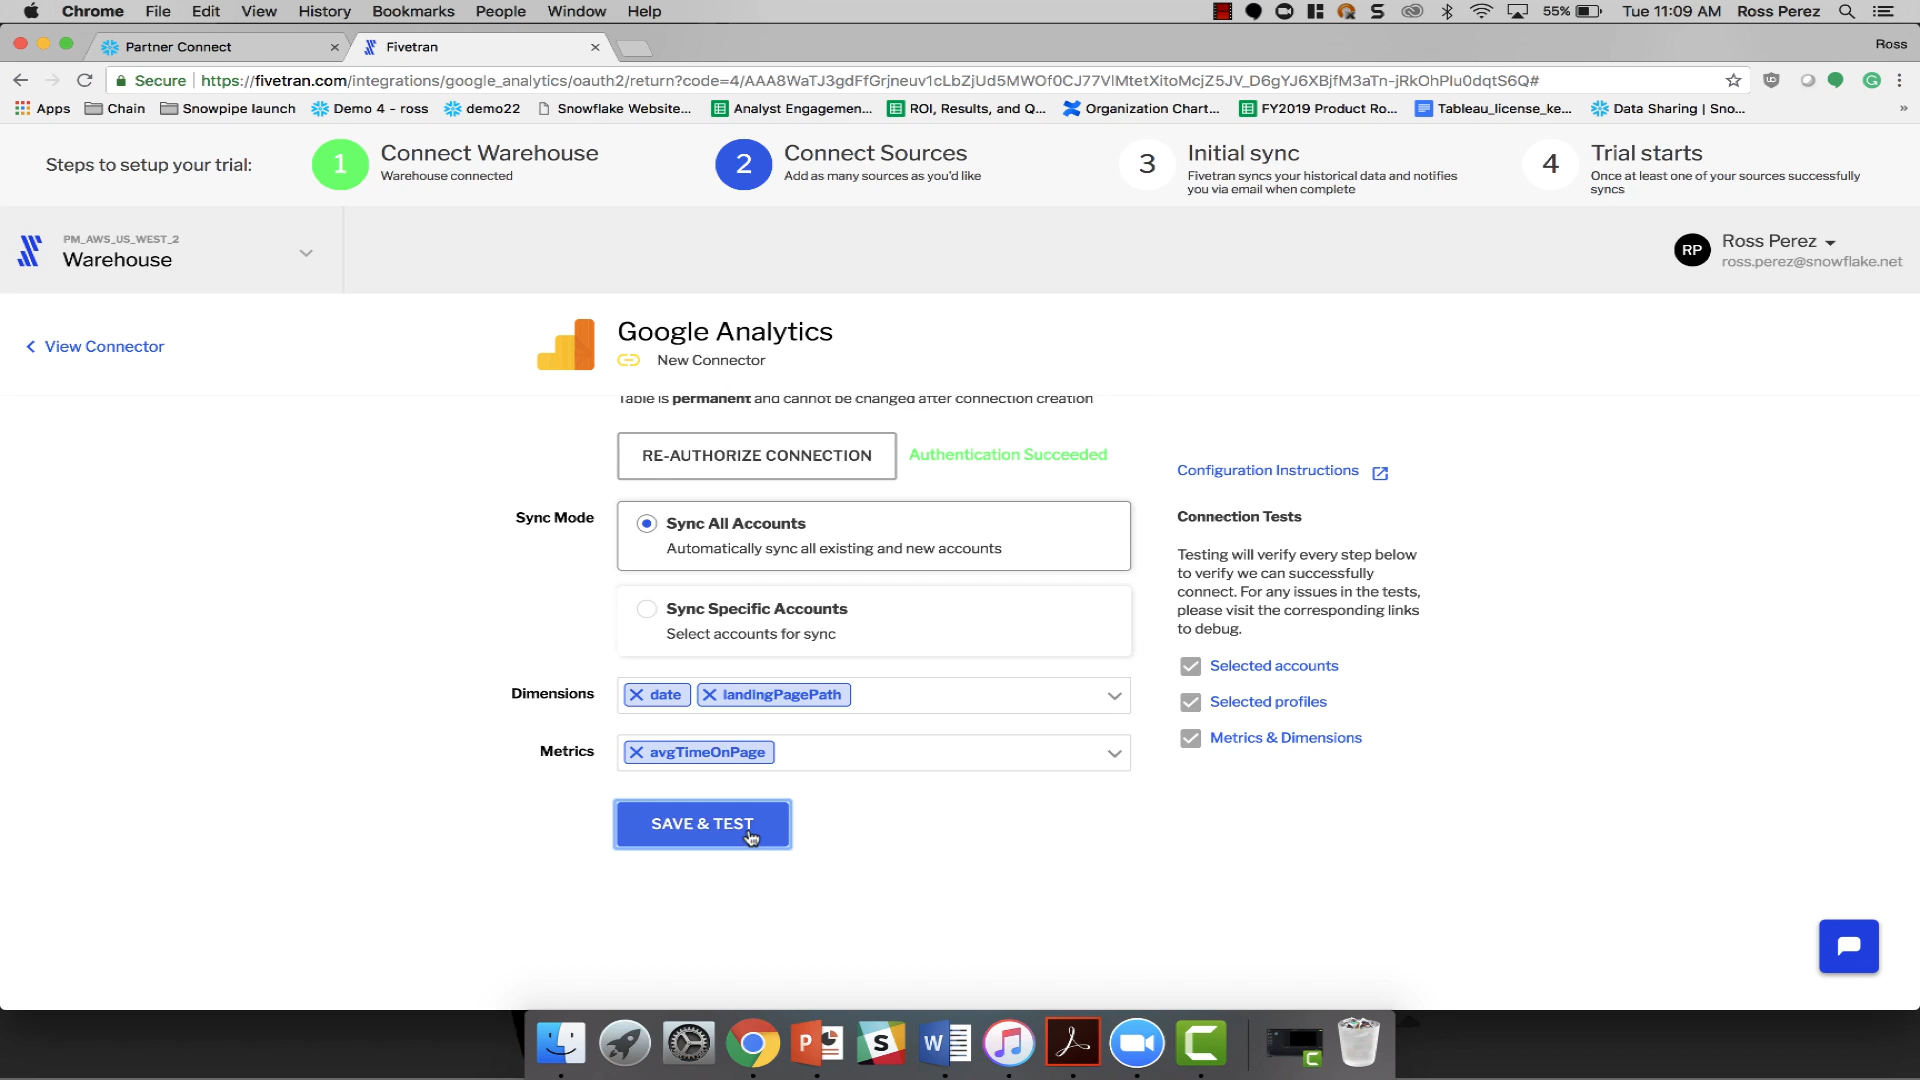 Chrome File Edit View History Bookmarks People Window Help 55% Tue 11:09 AM Ross Perez
Partner Connect Fivetran Ross
Secure https://fivetran.com/integrations/google_analytics/oauth2/return?code=4/AAA8WaTJ3gdFfGrjneuv1cLbZjUd5MWOf0CJ77VlMtetXitoMcjZ5JV_D6gYJ6XBjfM3aTn-jRkOhPIu0dqtS6Q#
Apps Chain Snowpipe launch Demo 4 - ross demo22 Snowflake Website... Analyst Engagemen... ROI, Results, and Q... Organization Chart... FY2019 Product Ro... Tableau_license_ke... Data Sharing | Sno... »
Steps to setup your trial:
1 Connect Warehouse
Warehouse connected
2 Connect Sources
Add as many sources as you'd like
3 Initial sync
Fivetran syncs your historical data and notifies
you via email when complete
4 Trial starts
Once at least one of your sources successfully
syncs
PM_AWS_US_WEST_2
Warehouse
RP Ross Perez
ross.perez@snowflake.net
View Connector
Google Analytics
New Connector
Table is permanent and cannot be changed after connection creation
RE-AUTHORIZE CONNECTION Authentication Succeeded
Sync Mode
Sync All Accounts
Automatically sync all existing and new accounts
Sync Specific Accounts
Select accounts for sync
Dimensions date landingPagePath
Metrics avgTimeOnPage
SAVE & TEST
Configuration Instructions
Connection Tests
Testing will verify every step below
to verify we can successfully
connect. For any issues in the tests,
please visit the corresponding links
to debug.
Selected accounts
Selected profiles
Metrics & Dimensions